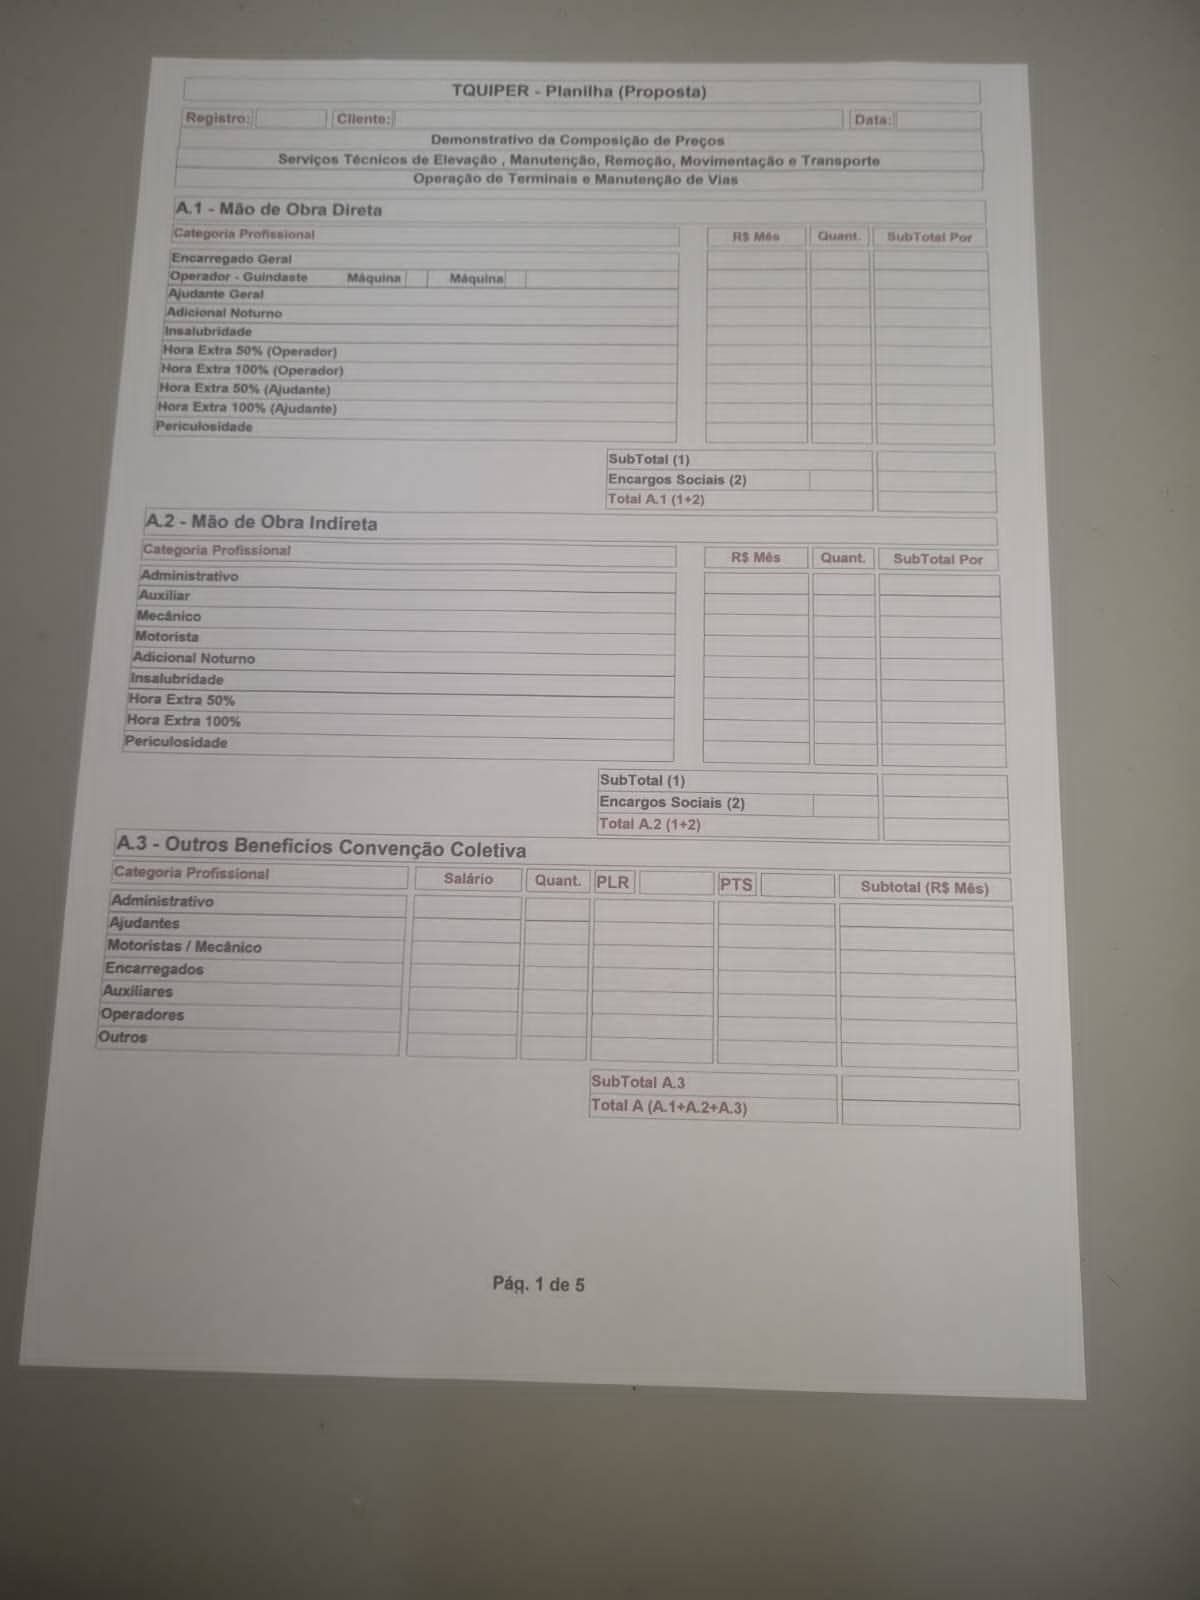 TQUIPER - Planilha (Proposta)
Registro: Cliente: Data:
Demonstrativo da Composição de Preços
Serviços Técnicos de Elevação , Manutenção, Remoção, Movimentação e Transporte
Operação de Terminais e Manutenção de Vias
A.1 - Mão de Obra Direta
Categoria Profissional R$ Mês Quant. SubTotal Por
Encarregado Geral
Operador - Guindaste Máquina Máquina
Ajudante Geral
Adicional Noturno
Insalubridade
Hora Extra 50% (Operador)
Hora Extra 100% (Operador)
Hora Extra 50% (Ajudante)
Hora Extra 100% (Ajudante)
Periculosidade
SubTotal (1)
Encargos Sociais (2)
Total A.1 (1+2)
A.2 - Mão de Obra Indireta
Categoria Profissional R$ Mês Quant. SubTotal Por
Administrativo
Auxiliar
Mecânico
Motorista
Adicional Noturno
Insalubridade
Hora Extra 50%
Hora Extra 100%
Periculosidade
SubTotal (1)
Encargos Sociais (2)
Total A.2 (1+2)
A.3 - Outros Beneficios Convenção Coletiva
Categoria Profissional Salário Quant. PLR PTS Subtotal (R$ Mês)
Administrativo
Ajudantes
Motoristas / Mecânico
Encarregados
Auxiliares
Operadores
Outros
SubTotal A.3
Total A (A.1+A.2+A.3)
Pág. 1 de 5